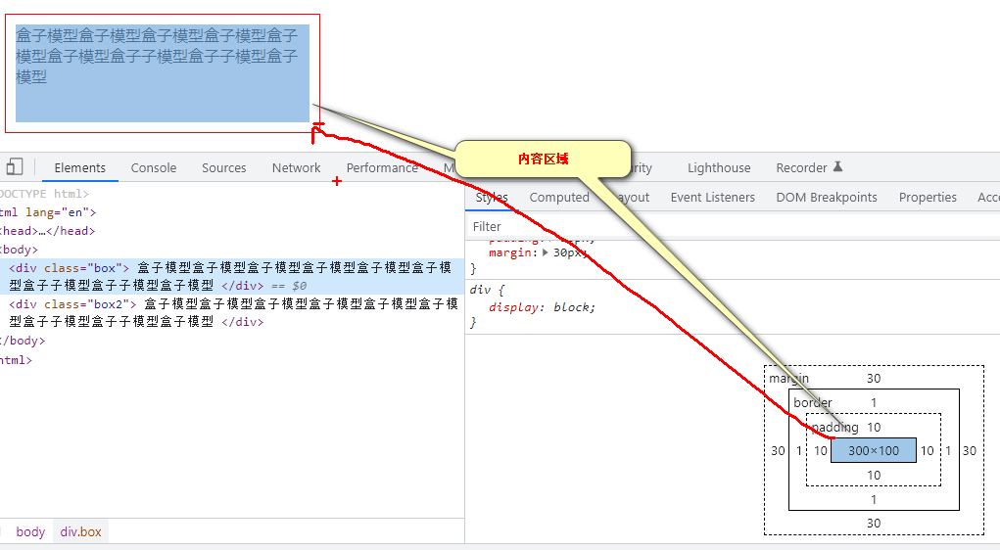 盒子模型盒子模型盒子模型盒子模型盒子
模型盒子模型盒子子模型盒子子模型盒子
模型
内容区域
Elements Console Sources Network Performance Lighthouse Recorder
Styles Computed Layout Event Listeners DOM Breakpoints Properties
Filter
margin: 30px;
}
div {
display: block;
}
DOCTYPE html>
tml lang="en">
<head>…</head>
<body>
<div class="box"> 盒子模型盒子模型盒子模型盒子模型盒子模型盒子模
型盒子子模型盒子子模型盒子模型 </div> == $0
<div class="box2"> 盒子模型盒子模型盒子模型盒子模型盒子模型盒子模
型盒子子模型盒子子模型盒子模型 </div>
</body>
html>
margin 30
border 1
padding 10
30 1 10 300×100 10 1 30
10
1
30
body div.box